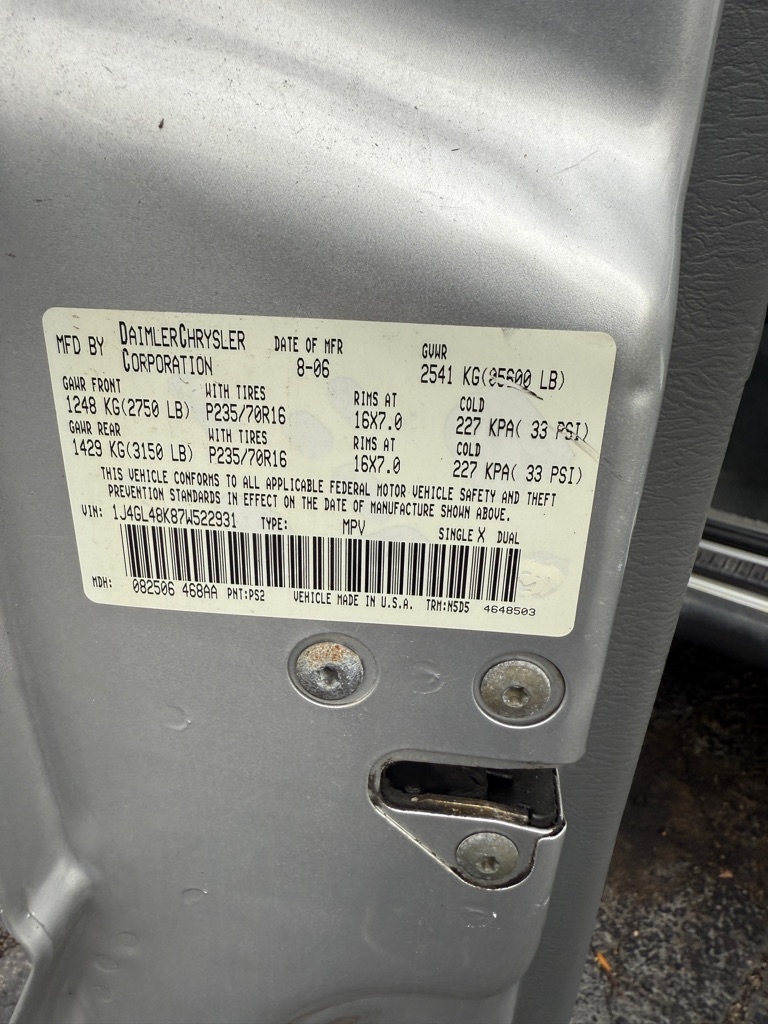 MFD BY DAIMLERCHRYSLER CORPORATION DATE OF MFR 8-06 GVWR 2541 KG(05600 LB)
GAWR FRONT WITH TIRES RIMS AT COLD
1248 KG(2750 LB) P235/70R16 16X7.0 227 KPA( 33 PSI)
GAWR REAR WITH TIRES RIMS AT COLD
1429 KG(3150 LB) P235/70R16 16X7.0 227 KPA( 33 PSI)
THIS VEHICLE CONFORMS TO ALL APPLICABLE FEDERAL MOTOR VEHICLE SAFETY AND THEFT
PREVENTION STANDARDS IN EFFECT ON THE DATE OF MANUFACTURE SHOWN ABOVE.
VIN: 1J4GL48K87W522931 TYPE: MPV SINGLE X DUAL
MDH: 082506 468AA PNT:PS2 VEHICLE MADE IN U.S.A. TRM:N5D5 4648503